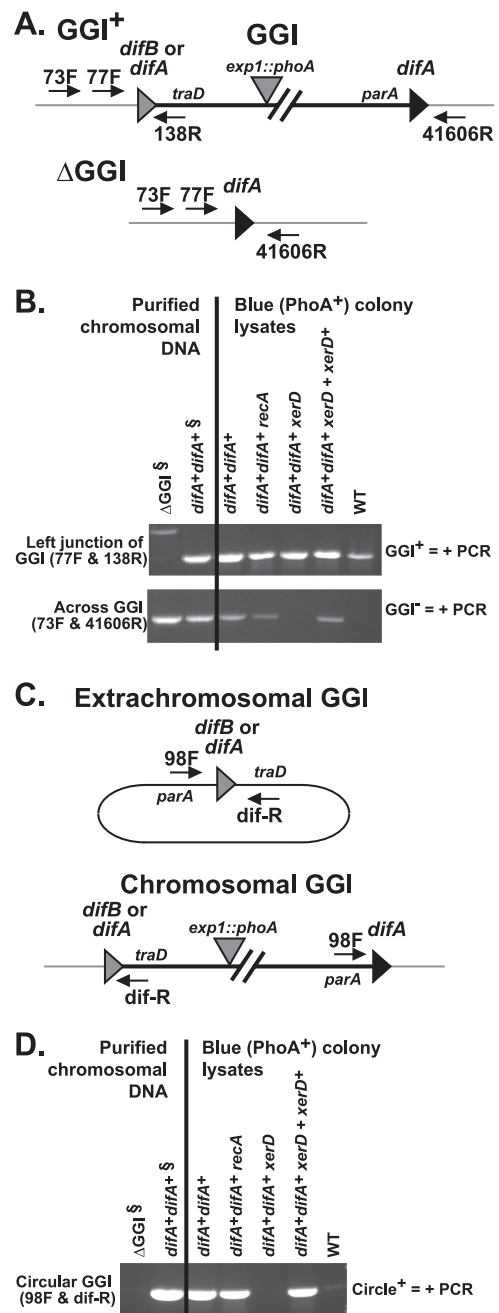 A.
GGI+
GGI
difB or
difA
exp1::phoA
difA
73F 77F
traD
parA
138R
41606R
ΔGGI
73F 77F
difA
41606R
B.
Purified
chromosomal
DNA
Blue (PhoA+) colony
lysates
ΔGGI §
difA+difA+ §
difA+difA+
difA+difA+ recA
difA+difA+ xerD
difA+difA+ xerD + xerD+
WT
Left junction of
GGI (77F & 138R)
GGI+ = + PCR
Across GGI
(73F & 41606R)
GGI- = + PCR
C.
Extrachromosomal GGI
difB or
difA
98F
traD
parA
dif-R
Chromosomal GGI
difB or
difA
exp1::phoA
difA
traD
98F
parA
dif-R
D.
Purified
chromosomal
DNA
Blue (PhoA+) colony
lysates
ΔGGI §
difA+difA+ §
difA+difA+
difA+difA+ recA
difA+difA+ xerD
difA+difA+ xerD + xerD+
WT
Circular GGI
(98F & dif-R)
Circle+ = + PCR